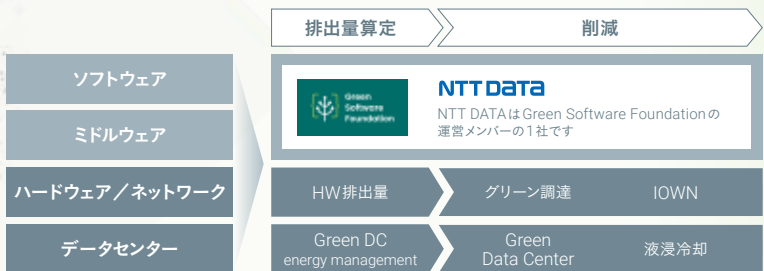 排出量算定
削減
ソフトウェア
Green
Software
Foundation
NTT DATA
NTT DATAはGreen Software Foundationの
運営メンバーの1社です
ミドルウェア
ハードウェア／ネットワーク
HW排出量
グリーン調達
IOWN
データセンター
Green DC
energy management
Green
Data Center
液浸冷却